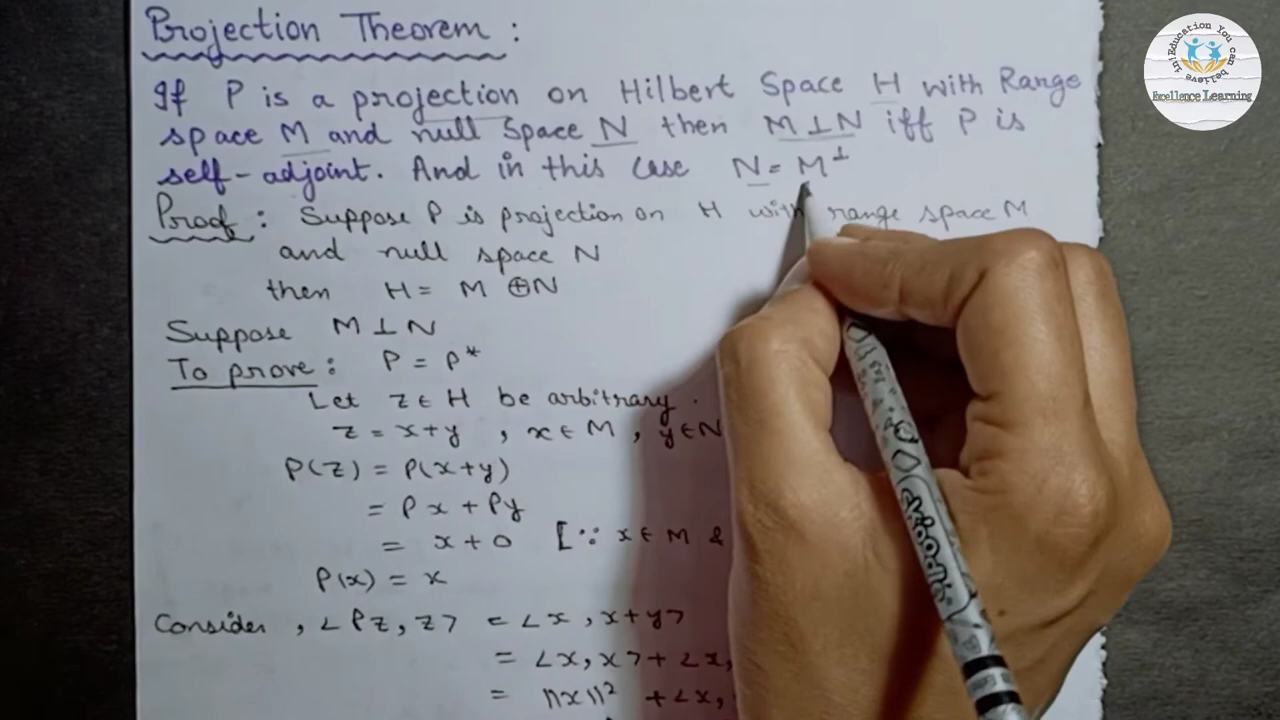 Projection Theorem :
If P is a projection on Hilbert Space H with Range
space M and null space N then M ⊥ N iff P is
self-adjoint. And in this case N = M⊥
Proof : Suppose P is projection on H with range space M
and null space N
then H = M ⊕ N
Suppose M ⊥ N
To prove : P = P*
Let z ∈ H be arbitrary.
z = x+y , x ∈ M , y ∈ N
P(z) = P(x+y)
= Px + Py
= x + 0 [∵ x ∈ M &
P(x) = x
Consider , <Pz, z> = <x, x+y>
= <x, x> + <x,
= ||x||² + <x,
Education You can believe in
Excellence Learning